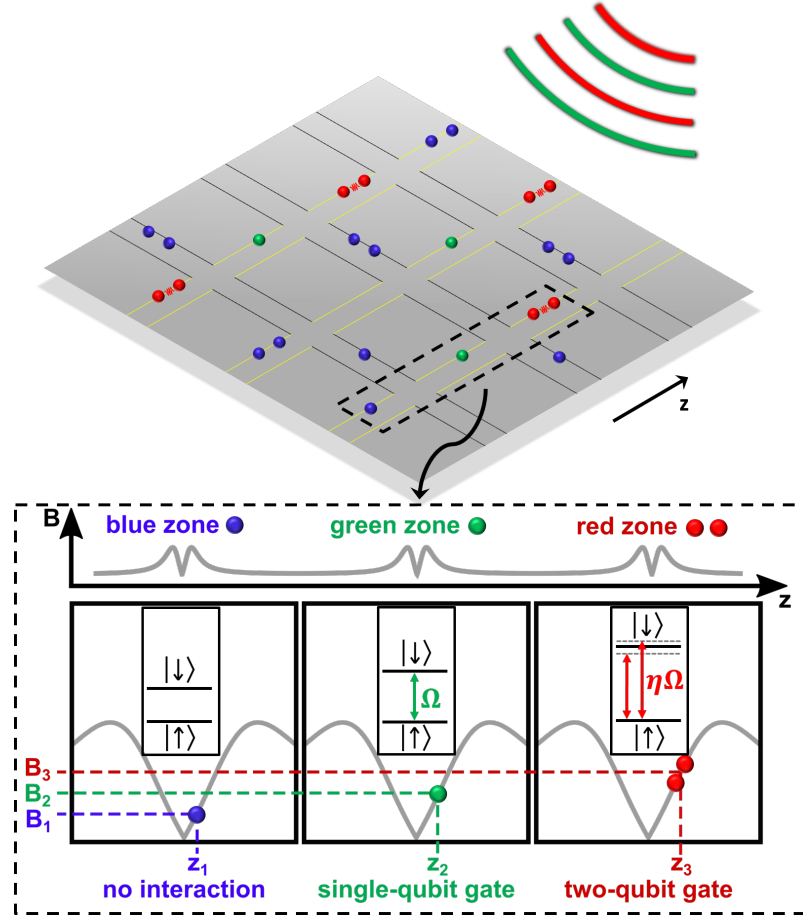 z
B
blue zone
green zone
red zone
z
|↓⟩
|↑⟩
|↓⟩
Ω
|↑⟩
|↓⟩
ηΩ
|↑⟩
B₃
B₂
B₁
z₁
z₂
z₃
no interaction
single-qubit gate
two-qubit gate